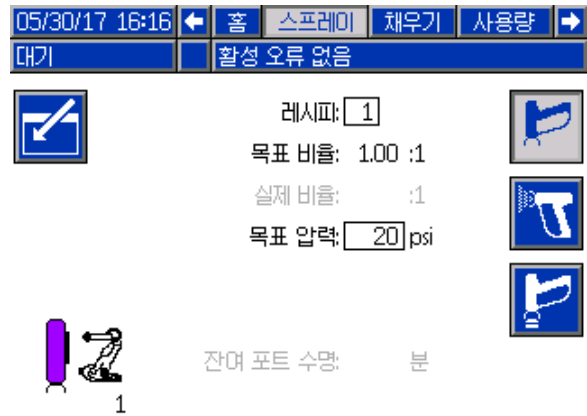 05/30/17 16:16 홈 스프레이 채우기 사용량
대기 활성 오류 없음
레시피: 1
목표 비율: 1.00 :1
실제 비율: :1
목표 압력: 20 psi
잔여 포트 수명: 분
1